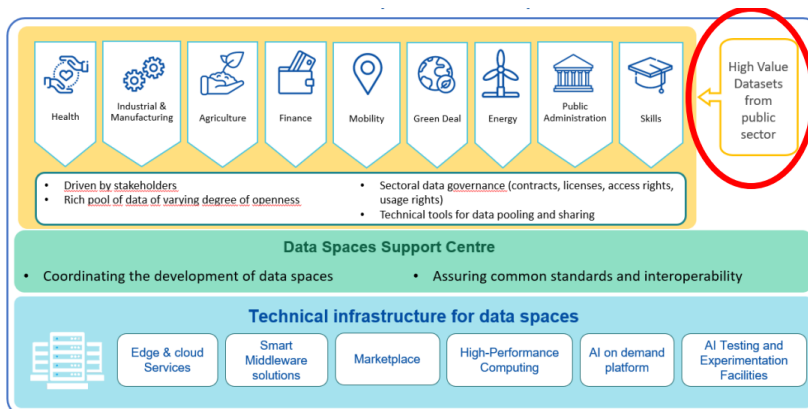 Health
Industrial &
Manufacturing
Agriculture
Finance
Mobility
Green Deal
Energy
Public
Administration
Skills
High Value
Datasets
from
public
sector
• Driven by stakeholders
• Rich pool of data of varying degree of openness
• Sectoral data governance (contracts, licenses, access rights,
usage rights)
• Technical tools for data pooling and sharing
Data Spaces Support Centre
• Coordinating the development of data spaces
• Assuring common standards and interoperability
Technical infrastructure for data spaces
Edge & cloud
Services
Smart
Middleware
solutions
Marketplace
High-Performance
Computing
AI on demand
platform
AI Testing and
Experimentation
Facilities